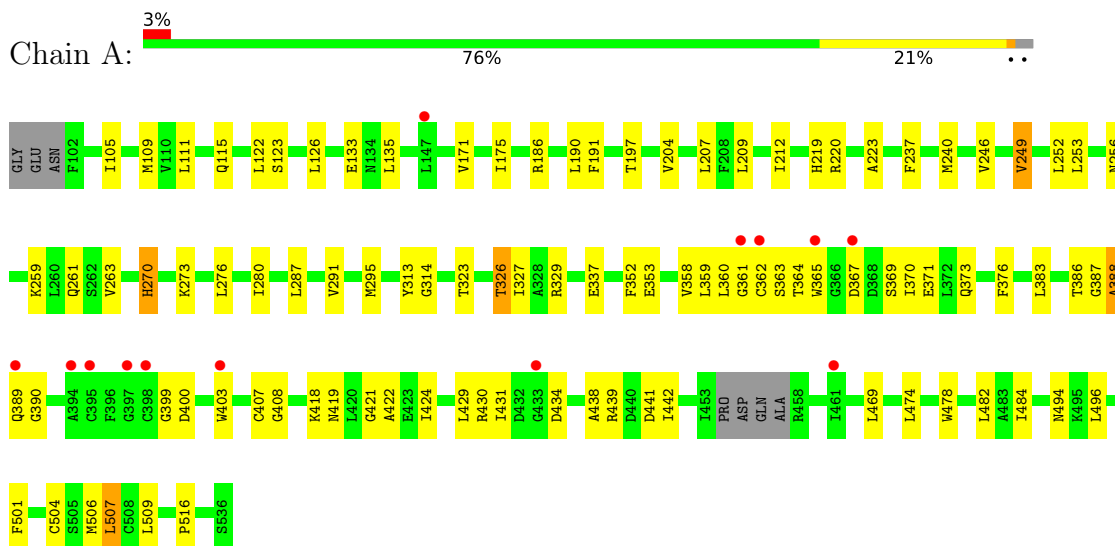 3%
Chain A:
76% 21% • •
GLY GLU ASN F102 I105 M109 V110 L111 Q115 L122 S123 L126 E133 N134 L135 L147 V171 I175 R186 L190 F191 T197 V204 L207 F208 L209 I212 H219 R220 A223 F237 M240 V246 V249 L252 L253 N256
K259 L260 Q261 S262 V263 H270 K273 L276 I280 L287 V291 M295 Y313 G314 T323 T326 I327 A328 R329 E337 F352 E353 V358 L359 L360 G361 C362 S363 T364 W365 G366 D367 D368 S369 I370 E371 L372 Q373 F376 L383 T386 G387 A388
Q389 G390 A394 C395 F396 G397 C398 G399 D400 W403 C407 G408 K418 N419 L420 G421 A422 E423 I424 L429 R430 I431 D432 G433 D434 A438 R439 D440 D441 I442 I453 PRO ASP GLN ALA R458 I461 L469 L474 W478 L482 A483 I484 N494 K495 L496
F501 C504 S505 M506 L507 C508 L509 P516 S536